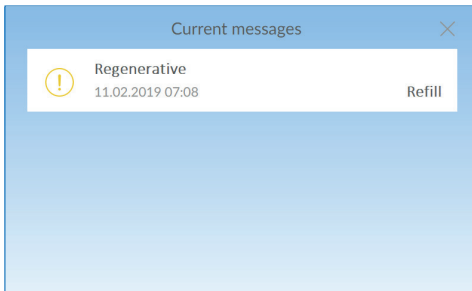 Current messages
Regenerative
11.02.2019 07:08
Refill